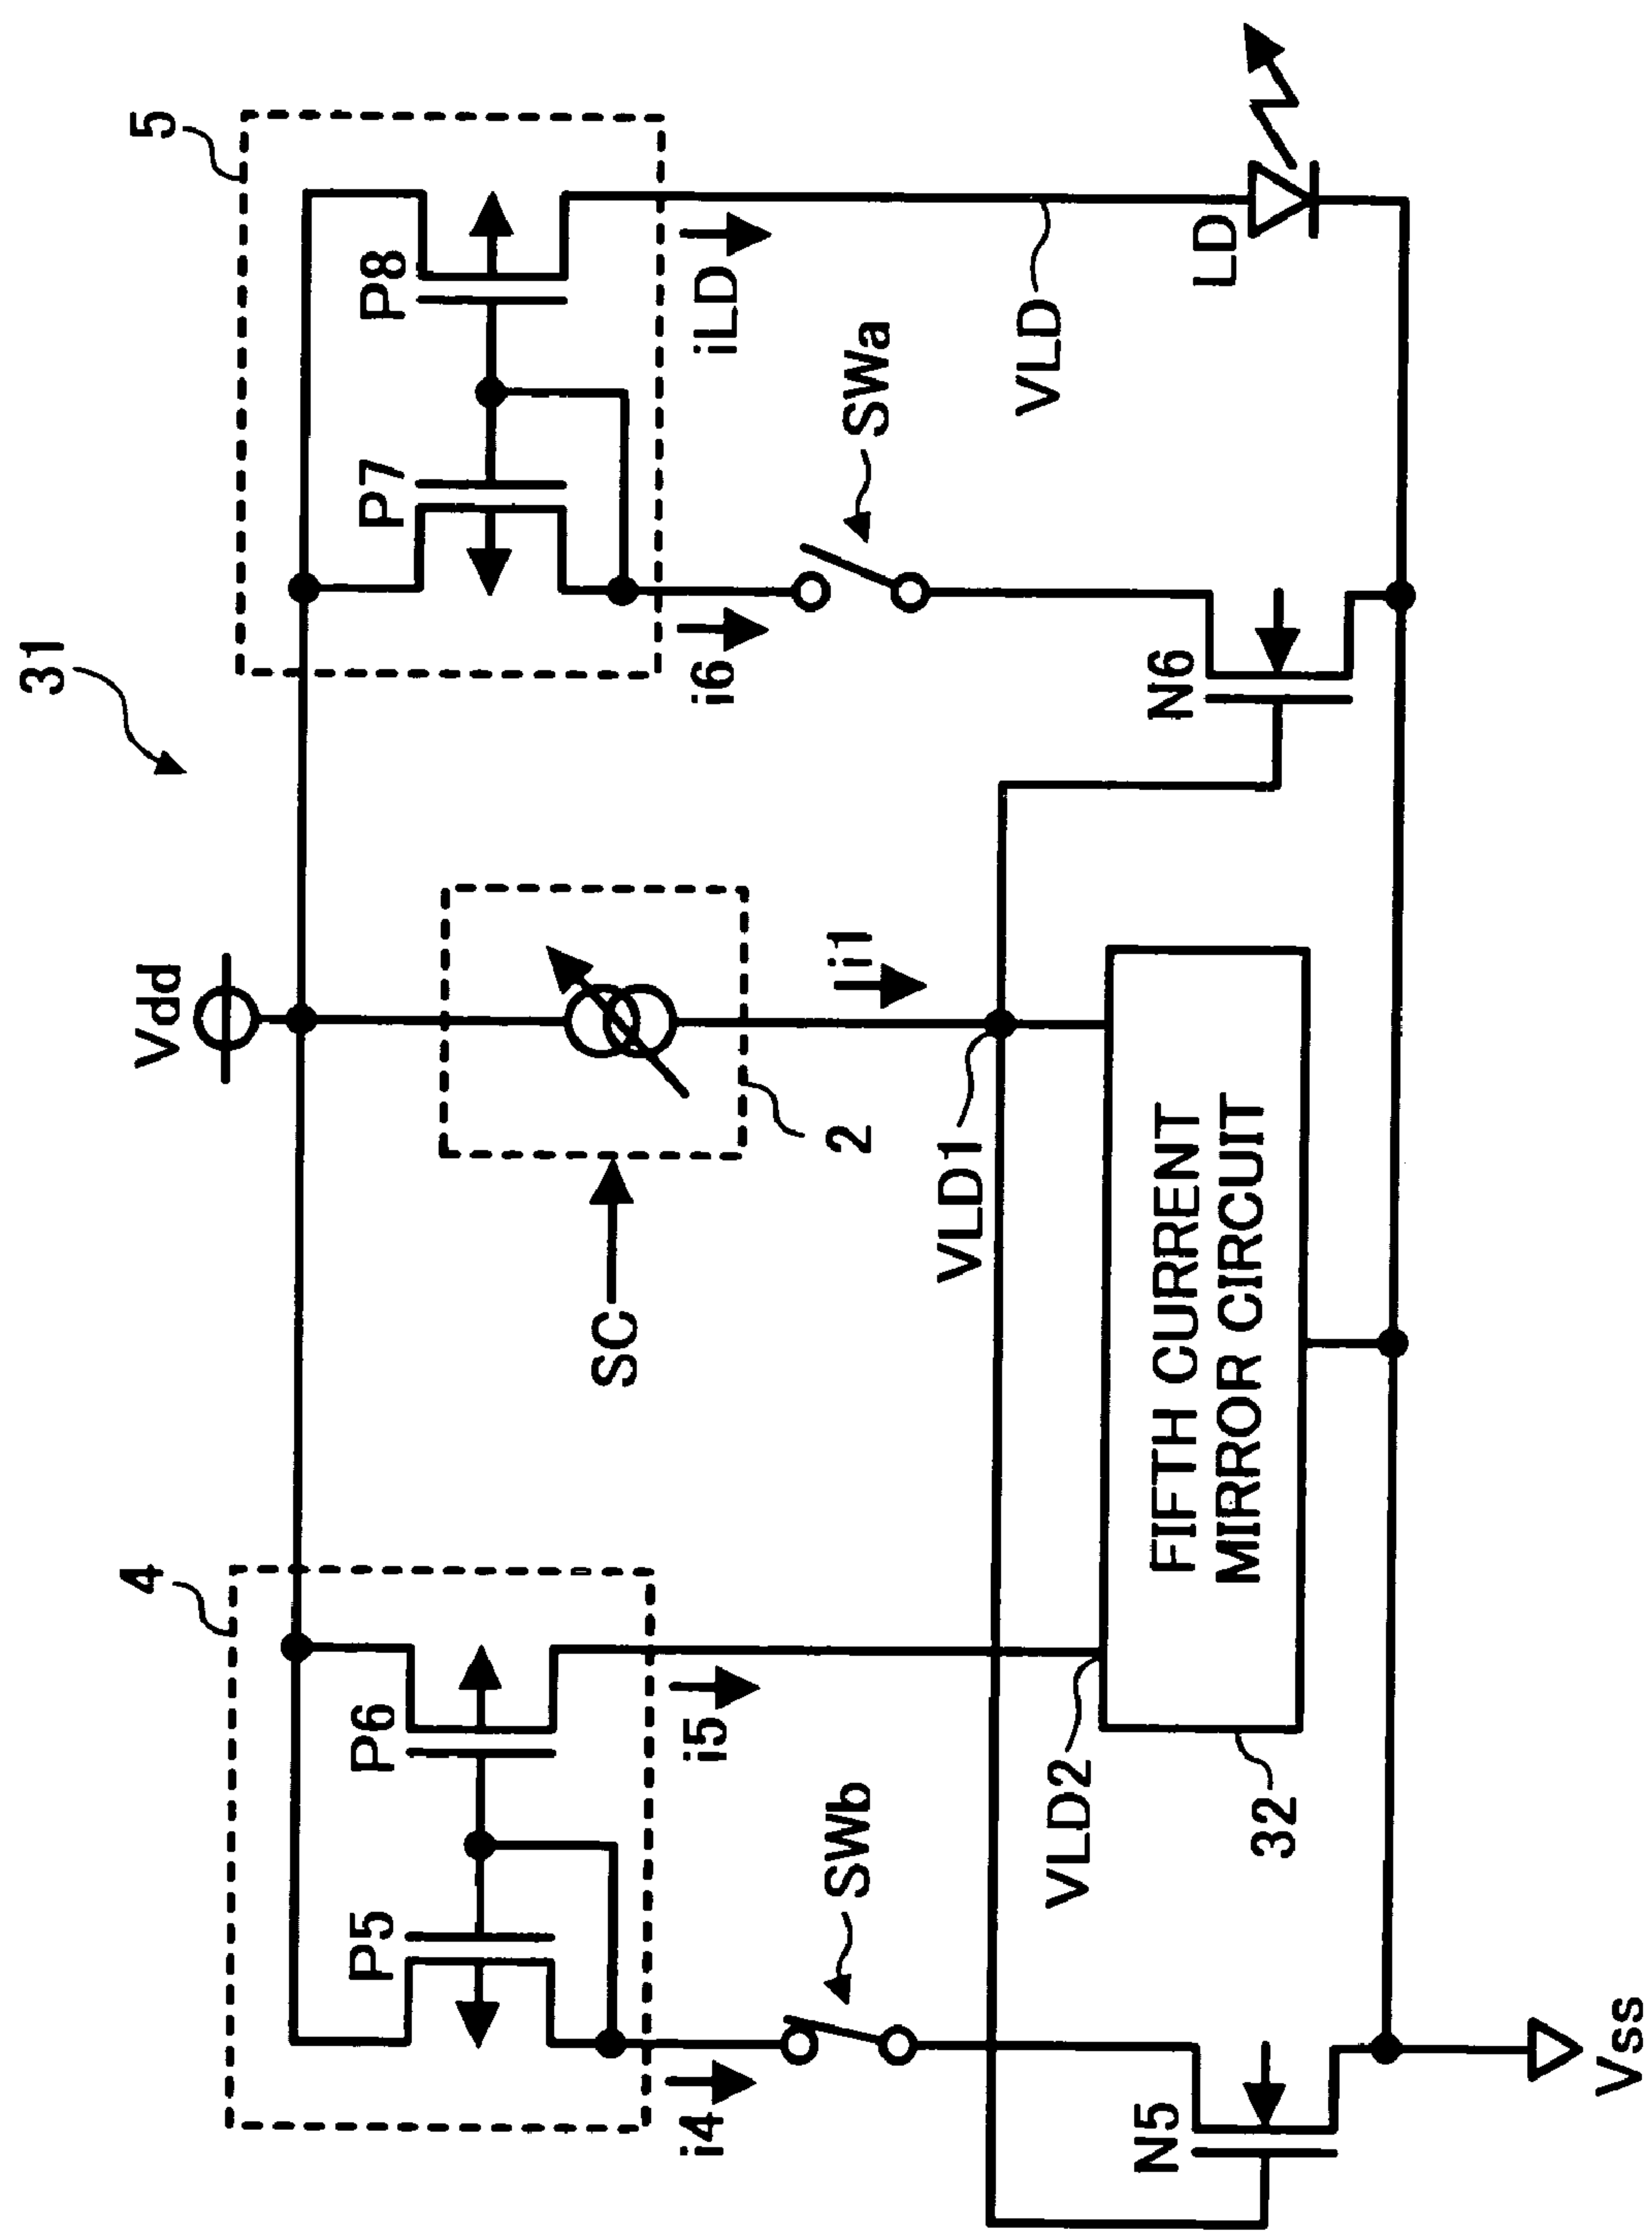 31
Vdd
4
5
P5
P6
P7
P8
SC
2
i4
i5
i1
i6
iLD
SWb
SWa
VLD1
VLD2
VLD
N5
N6
LD
FIFTH CURRENT
MIRROR CIRCUIT
32
Vss